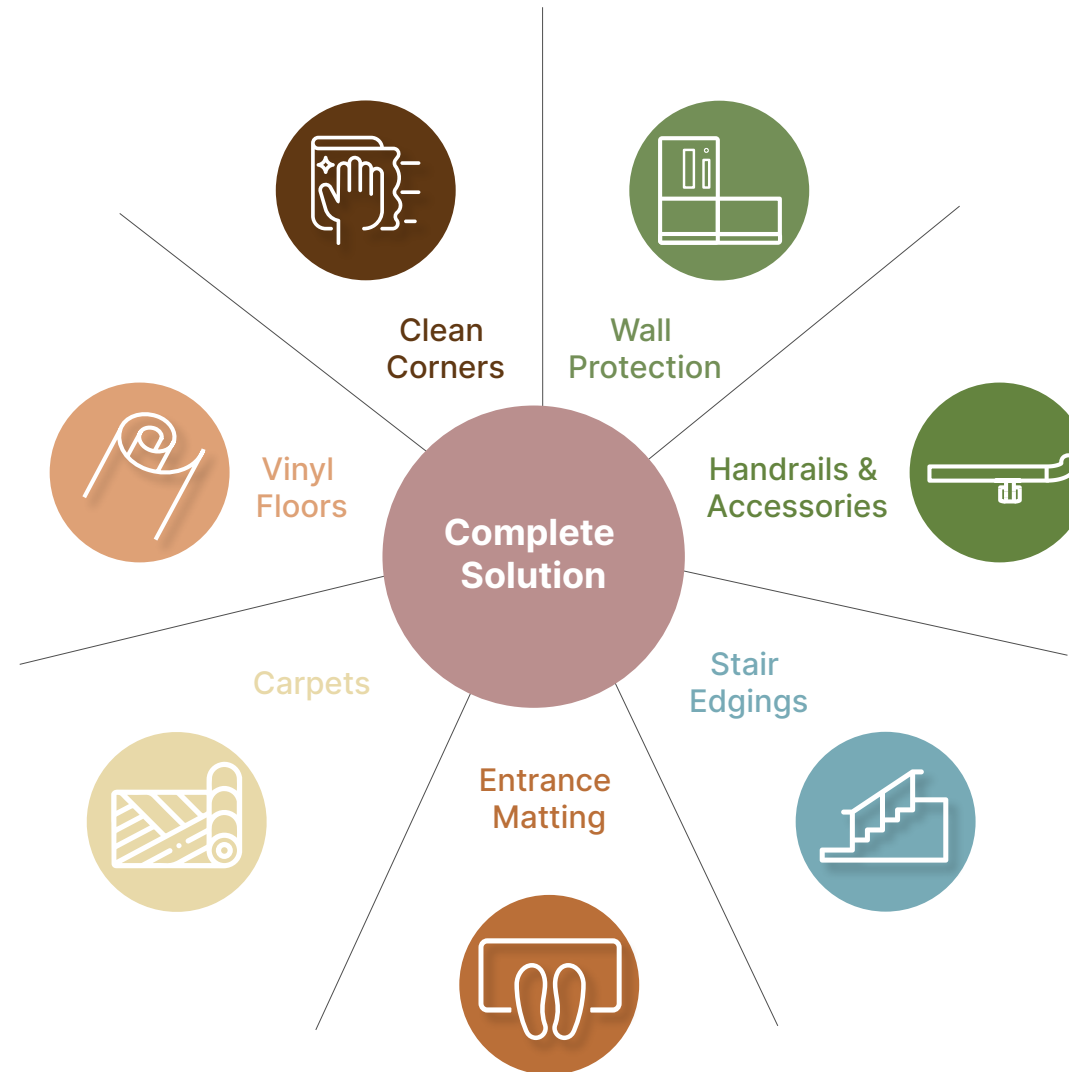 Clean
Corners
Wall
Protection
Vinyl
Floors
Handrails &
Accessories
Complete
Solution
Carpets
Stair
Edgings
Entrance
Matting